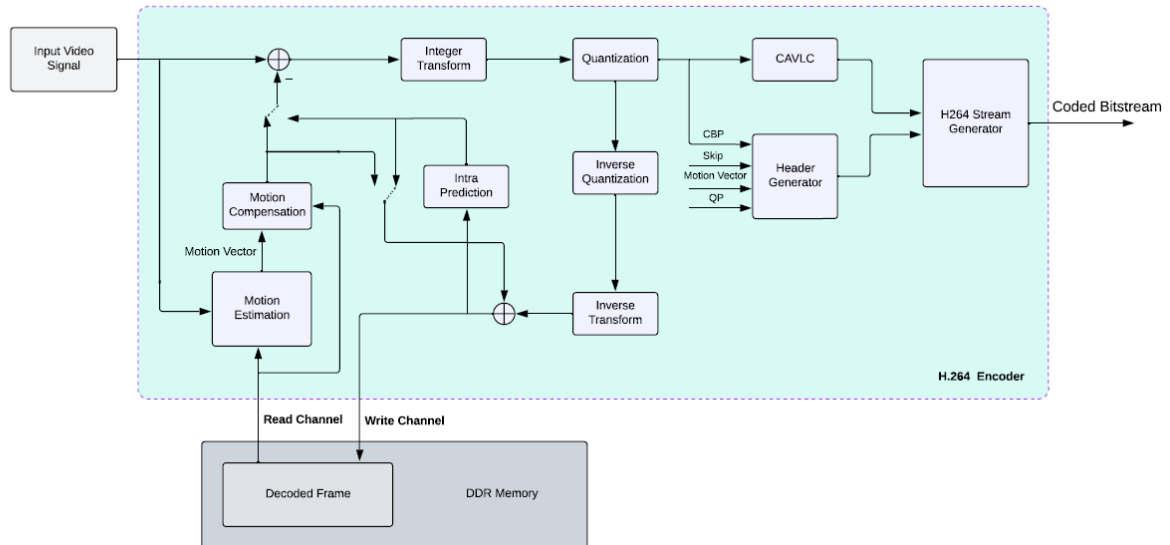 Input Video
Signal
Integer
Transform
Quantization
CAVLC
H264 Stream
Generator
Coded Bitstream
–
CBP
Skip
Motion Vector
QP
Header
Generator
Inverse
Quantization
Intra
Prediction
Motion
Compensation
Motion Vector
Motion
Estimation
Inverse
Transform
H.264 Encoder
Read Channel
Write Channel
Decoded Frame
DDR Memory